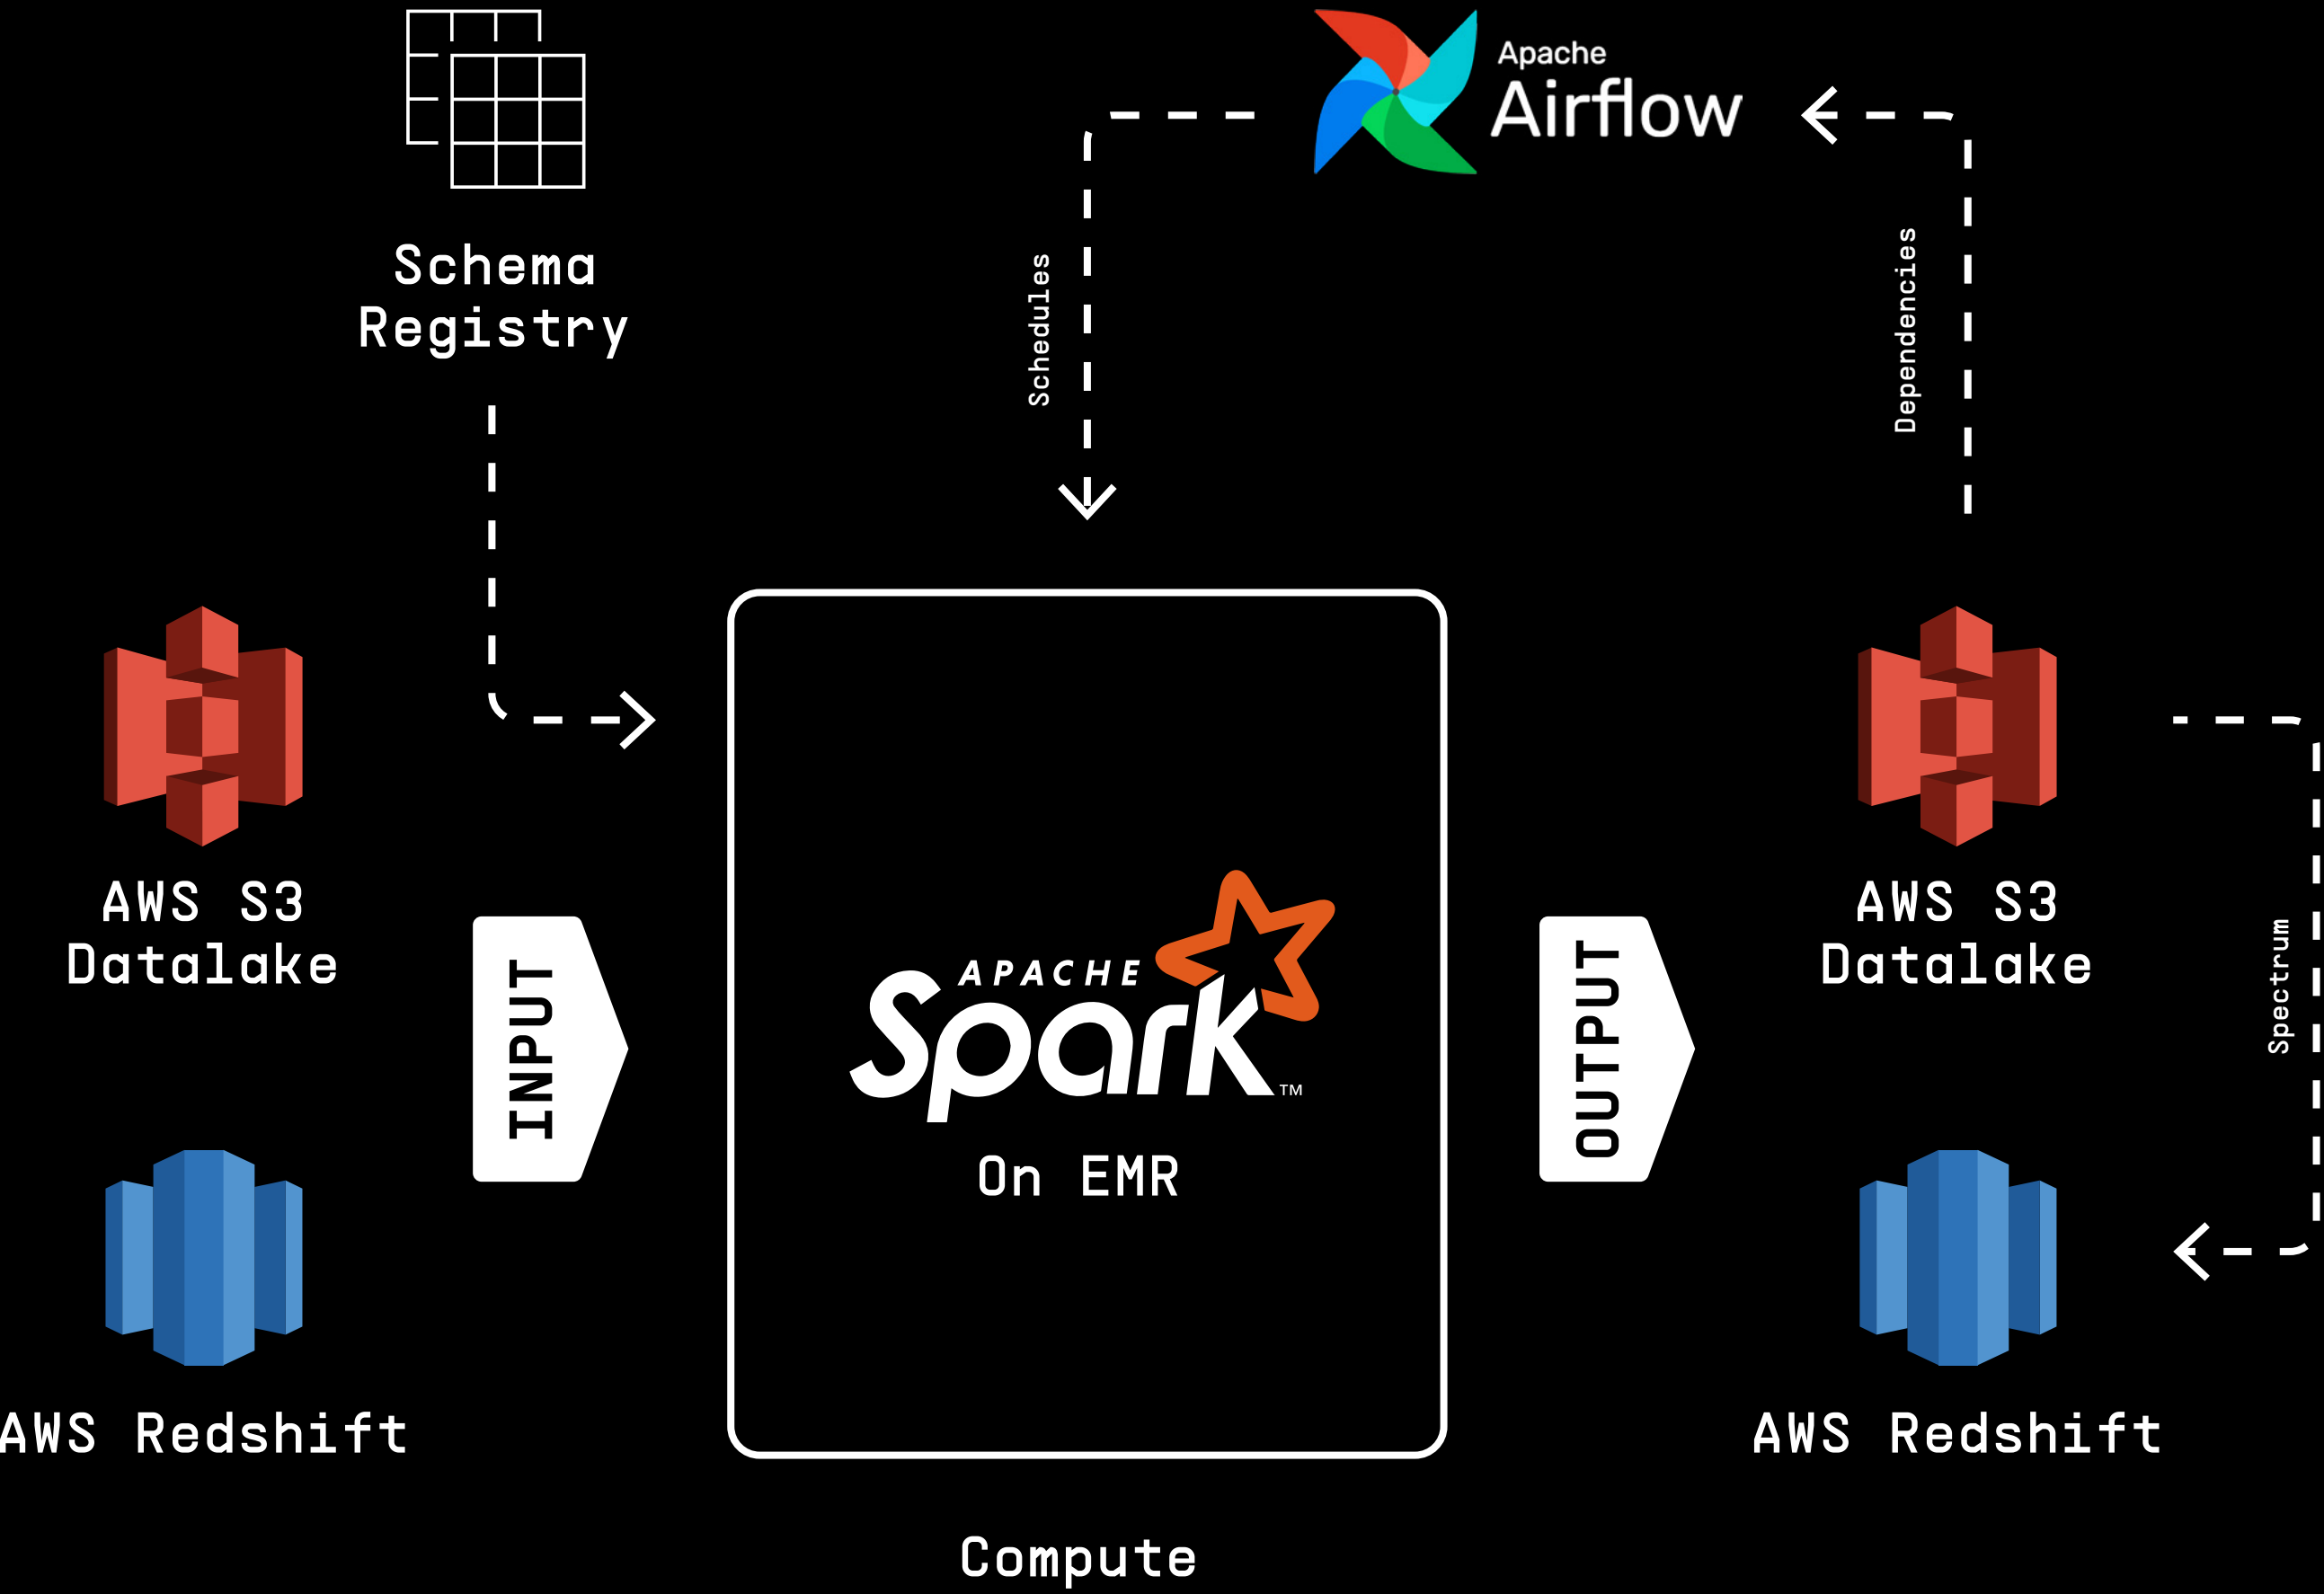 Apache
Airflow
Schema
Registry
Schedules
Dependencies
AWS S3
Datalake
INPUT
APACHE
Spark
TM
On EMR
OUTPUT
AWS S3
Datalake
Spectrum
AWS Redshift
AWS Redshift
Compute